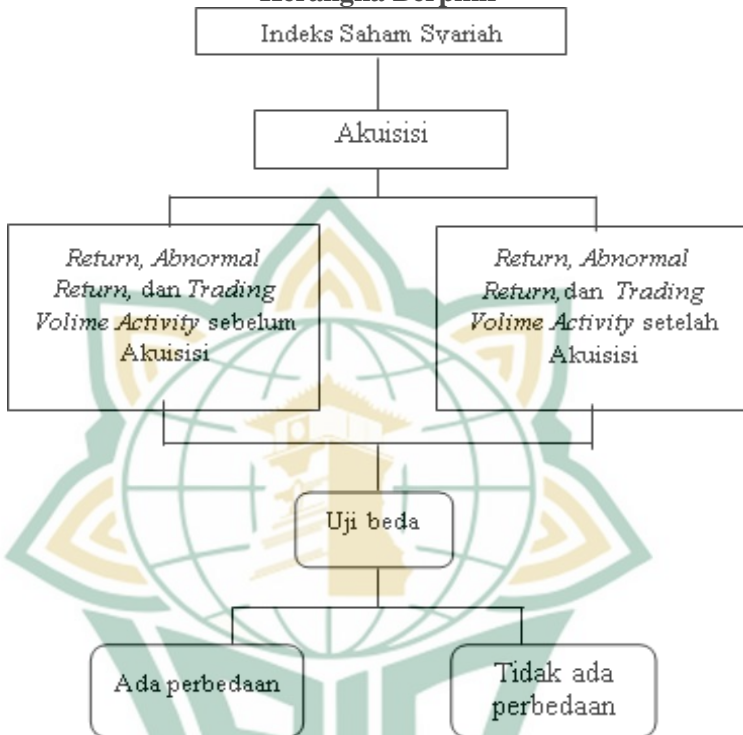 Kerangka Berpikir
Indeks Saham Syariah
Akuisisi
Return, Abnormal
Return, dan Trading
Volime Activity sebelum
Akuisisi
Return, Abnormal
Return, dan Trading
Volime Activity setelah
Akuisisi
Uji beda
Ada perbedaan
Tidak ada
perbedaan